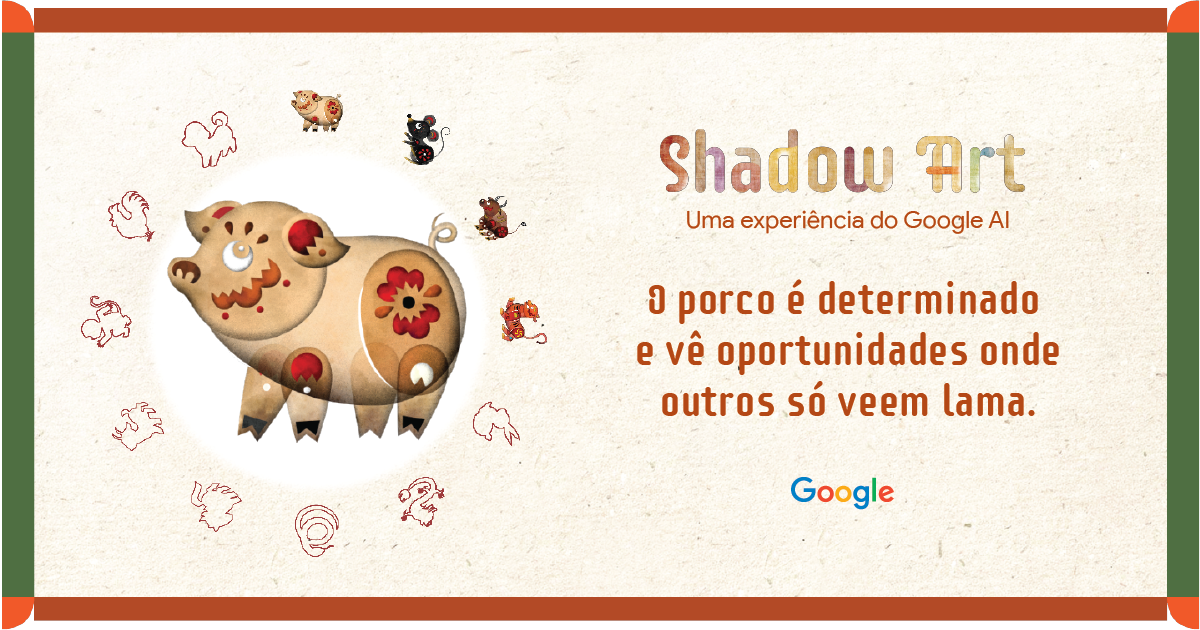 Shadow Art
Uma experiência do Google AI
O porco é determinado
e vê oportunidades onde
outros só veem lama.
Google